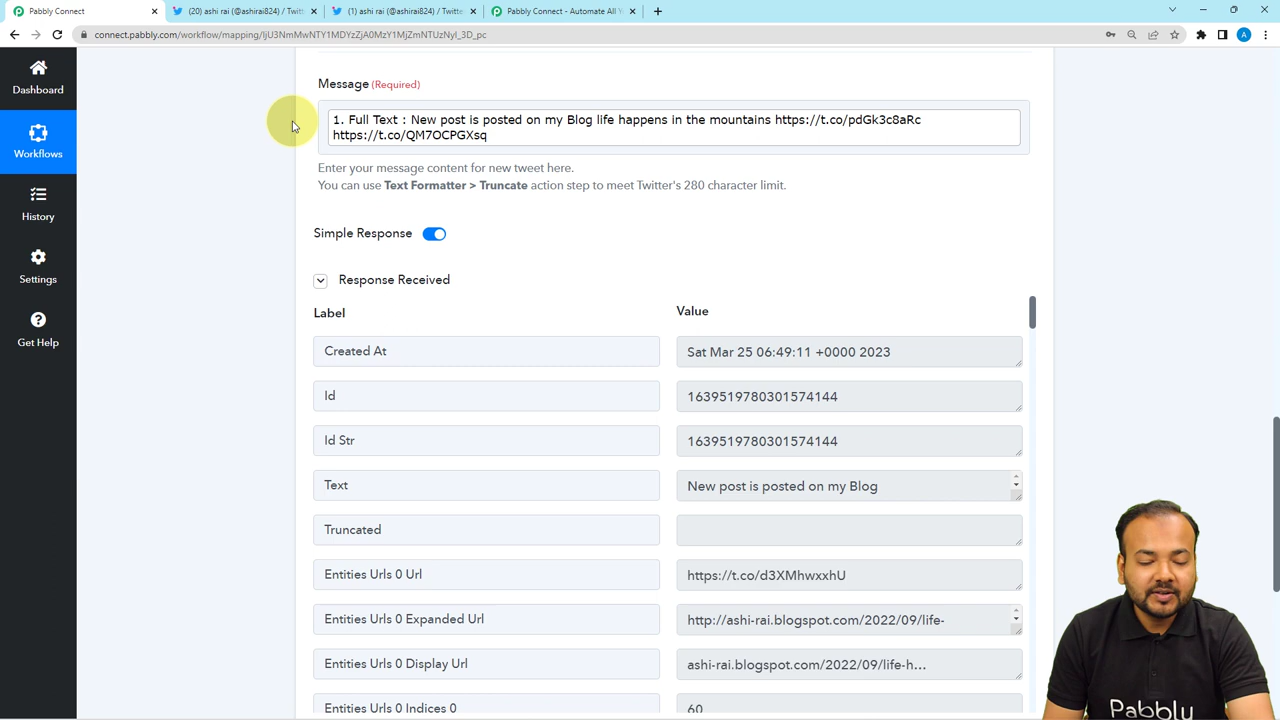 Pabbly Connect
(20) ashi rai (@ashirai824) / Twitte
(1) ashi rai (@ashirai824) / Twitter
Pabbly Connect - Automate All Y
connect.pabbly.com/workflow/mapping/IjU3NmMwNTY1MDYzZjA0MzY1MjZmNTUzNyI_3D_pc
A
Dashboard
Workflows
History
Settings
Get Help
Message (Required)
1. Full Text : New post is posted on my Blog life happens in the mountains https://t.co/pdGk3c8aRc
https://t.co/QM7OCPGXsq
Enter your message content for new tweet here.
You can use Text Formatter > Truncate action step to meet Twitter's 280 character limit.
Simple Response
Response Received
Label Value
Created At Sat Mar 25 06:49:11 +0000 2023
Id 1639519780301574144
Id Str 1639519780301574144
Text New post is posted on my Blog
Truncated
Entities Urls 0 Url https://t.co/d3XMhwxxhU
Entities Urls 0 Expanded Url http://ashi-rai.blogspot.com/2022/09/life-
Entities Urls 0 Display Url ashi-rai.blogspot.com/2022/09/life-h...
Entities Urls 0 Indices 0 60
Pabbly